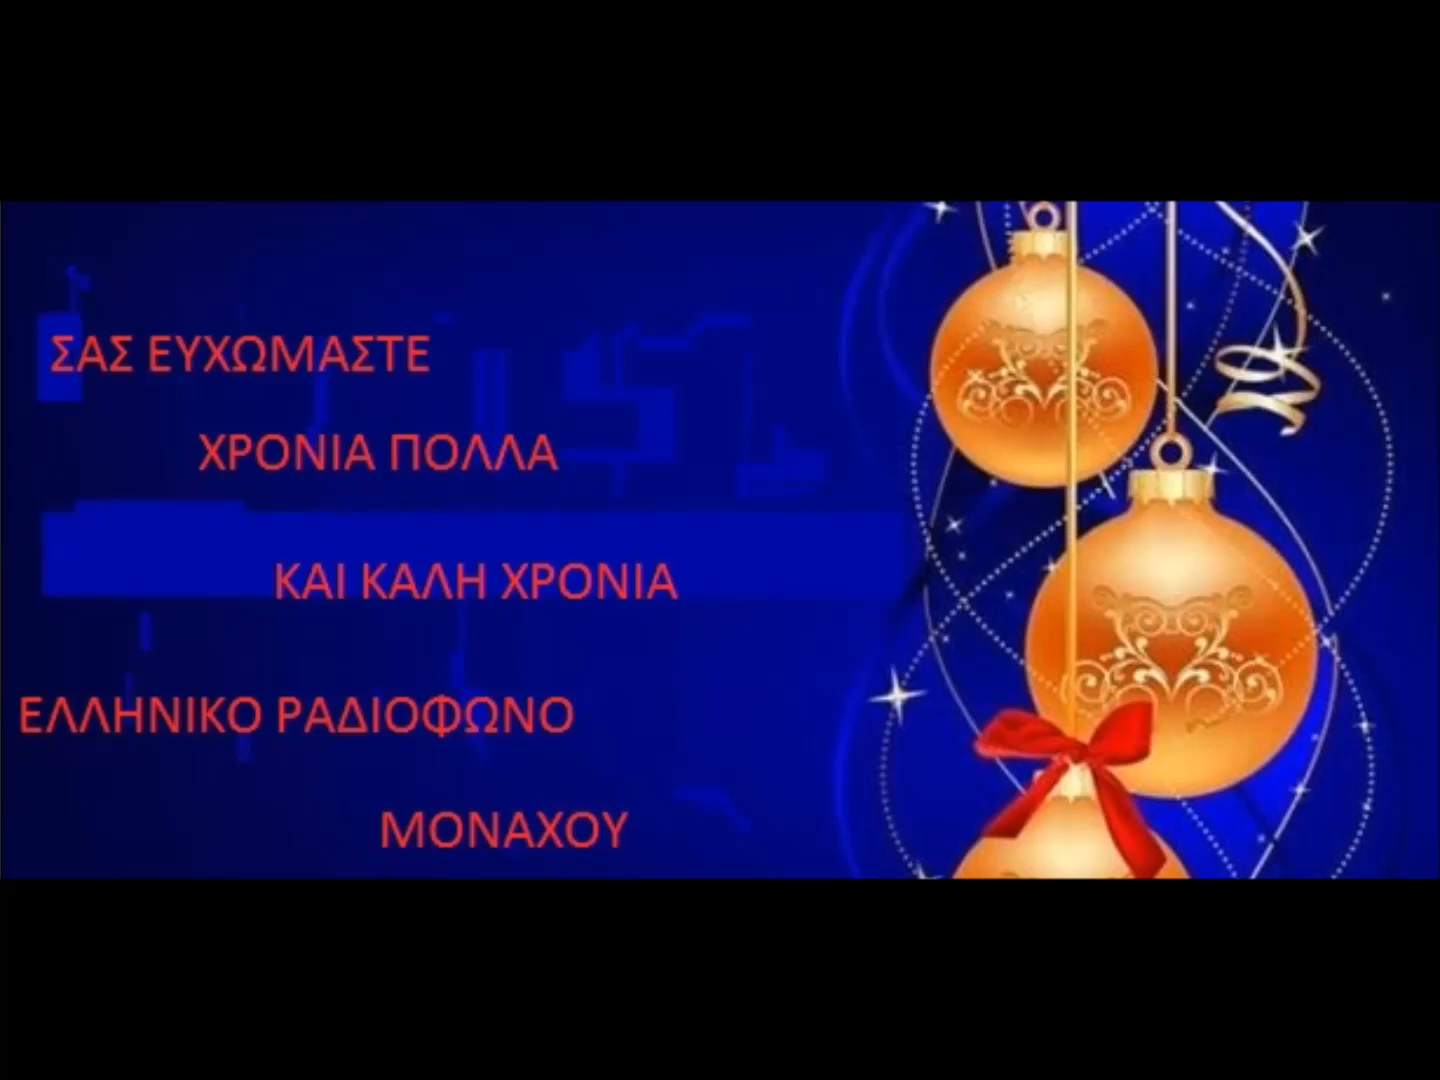 ΣΑΣ ΕΥΧΩΜΑΣΤΕ
ΧΡΟΝΙΑ ΠΟΛΛΑ
ΚΑΙ ΚΑΛΗ ΧΡΟΝΙΑ
ΕΛΛΗΝΙΚΟ ΡΑΔΙΟΦΩΝΟ
ΜΟΝΑΧΟΥ